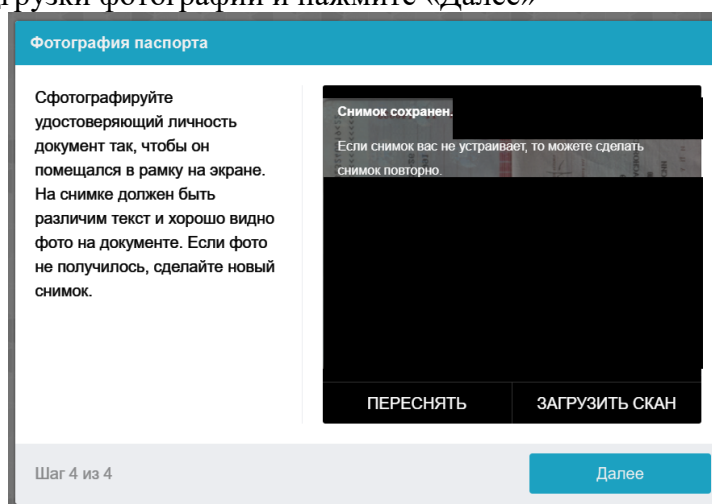 грузки фотографии и нажмите «Далее»
Фотография паспорта
Сфотографируйте
удостоверяющий личность
документ так, чтобы он
помещался в рамку на экране.
На снимке должен быть
различим текст и хорошо видно
фото на документе. Если фото
не получилось, сделайте новый
снимок.
Снимок сохранен.
Если снимок вас не устраивает, то можете сделать
снимок повторно.
ПЕРЕСНЯТЬ
ЗАГРУЗИТЬ СКАН
Шаг 4 из 4
Далее